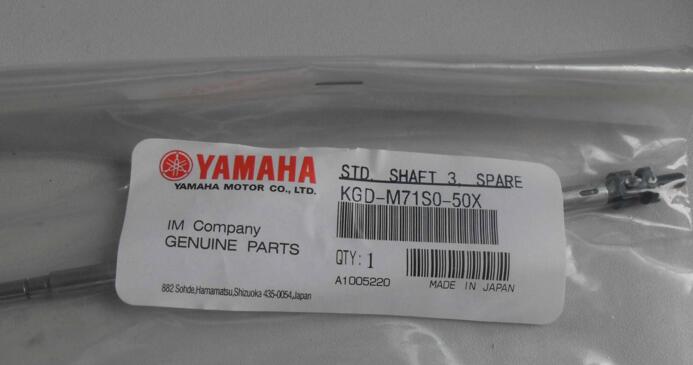 YAMAHA
YAMAHA MOTOR CO., LTD.
IM Company
GENUINE PARTS
882 Sohde,Hamamatsu,Shizuoka 435-0054,Japan
STD. SHAFT 3, SPARE
KGD-M71S0-50X
QTY: 1
A1005220
MADE IN JAPAN